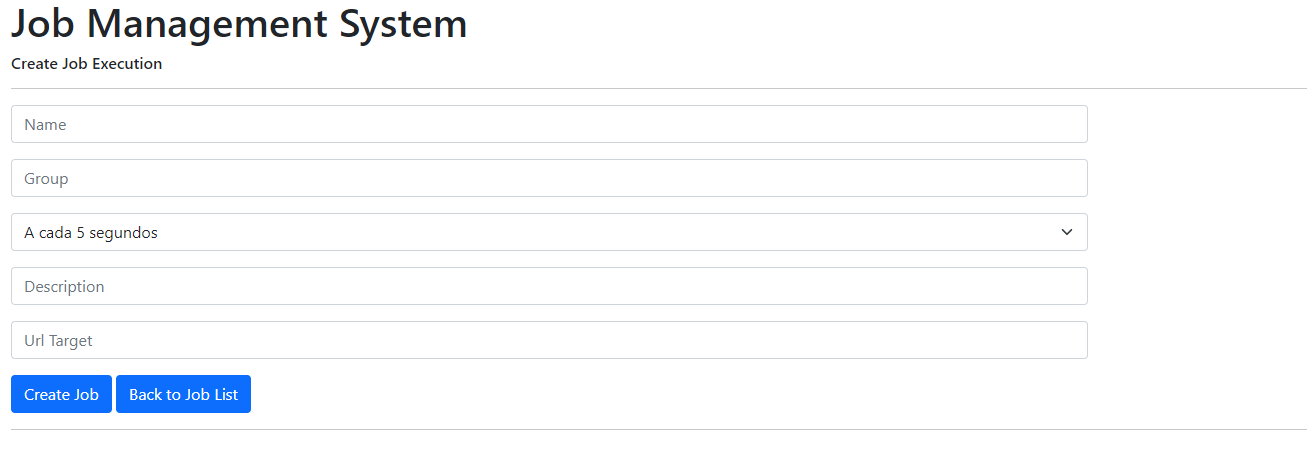 Job Management System
Create Job Execution
Name
Group
A cada 5 segundos
Description
Url Target
Create Job Back to Job List